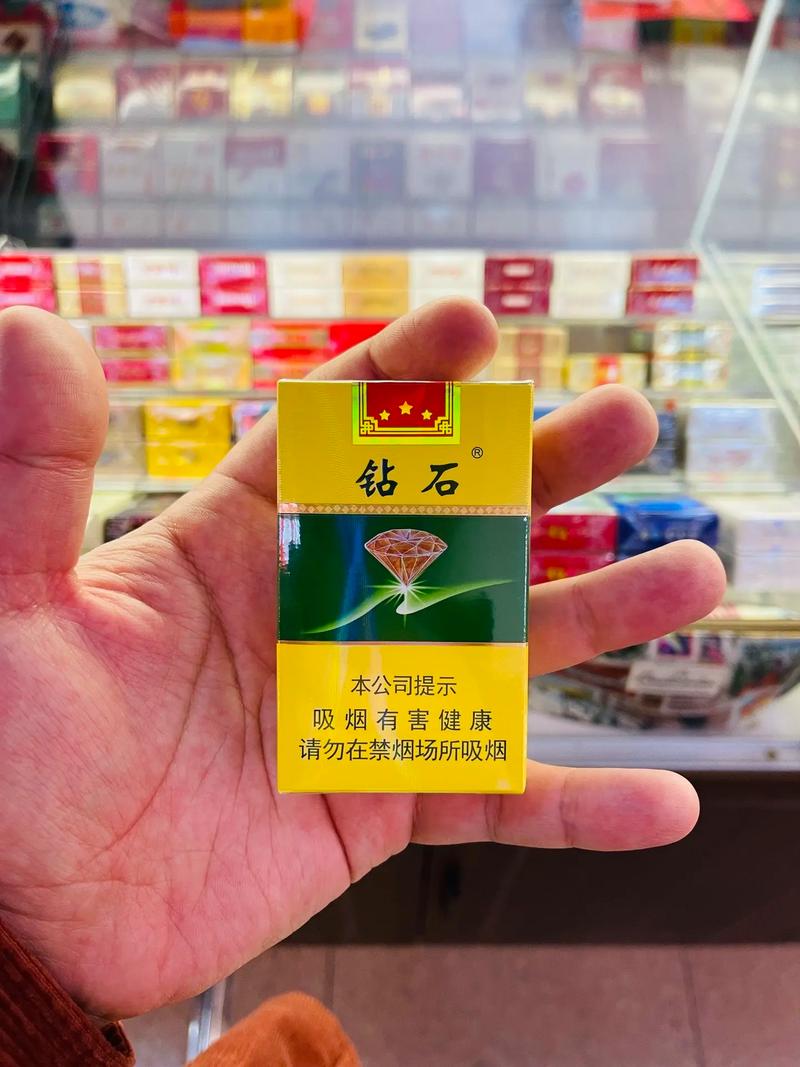 钻石®
本公司提示
吸烟有害健康
请勿在禁烟场所吸烟